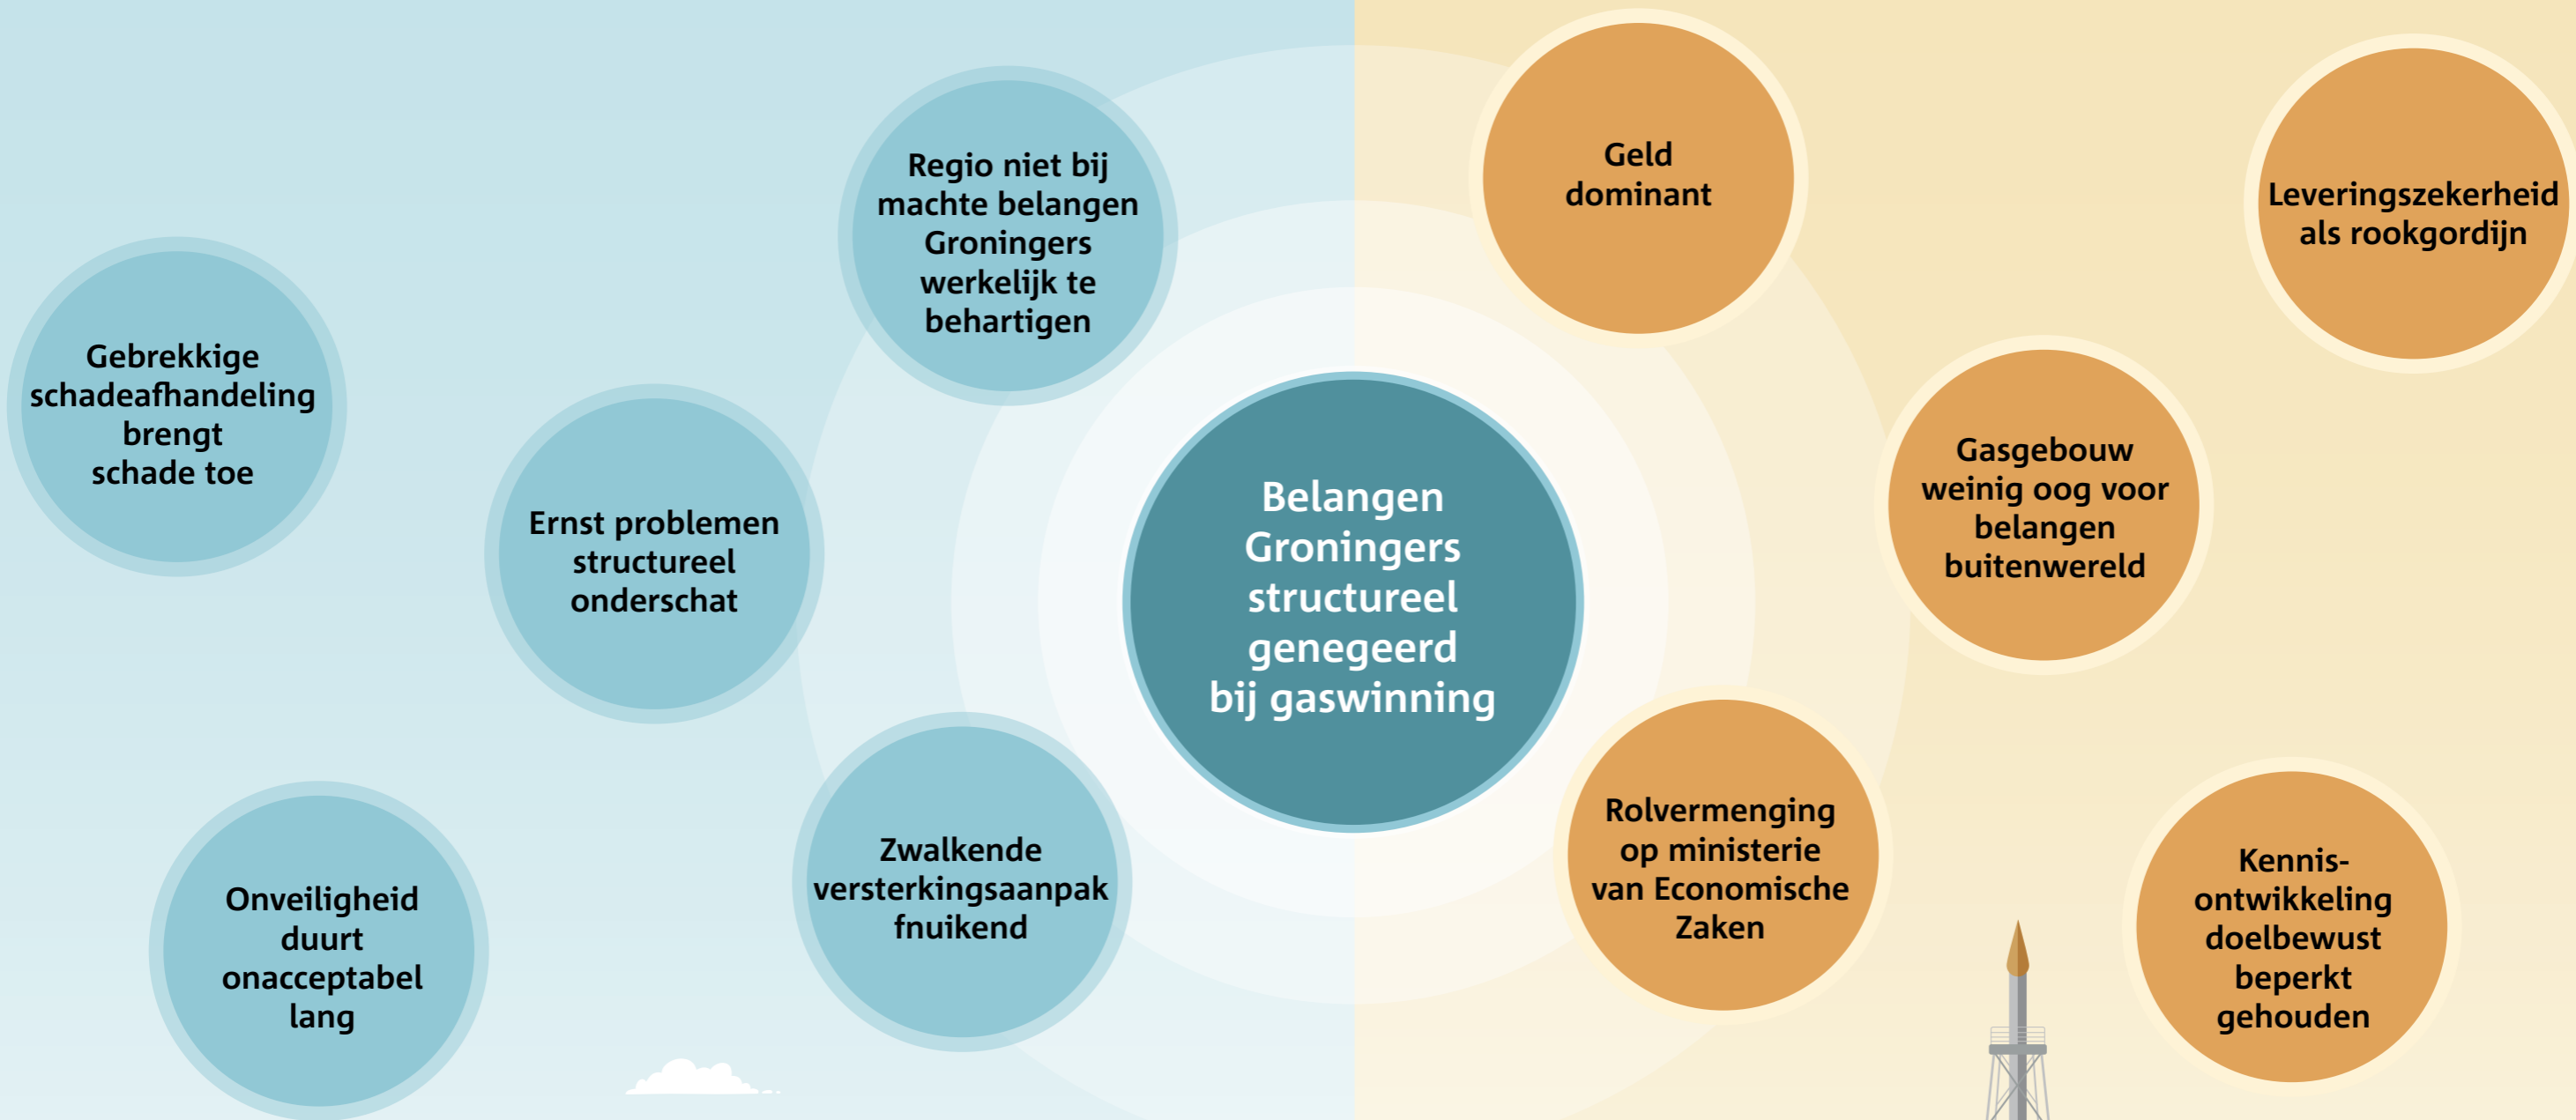 Regio niet bij
machte belangen
Groningers
werkelijk te
behartigen
Gebrekkige
schadeafhandeling
brengt
schade toe
Ernst problemen
structureel
onderschat
Onveiligheid
duurt
onacceptabel
lang
Zwalkende
versterkingsaanpak
fnuikend
Belangen
Groningers
structureel
genegeerd
bij gaswinning
Geld
dominant
Leveringszekerheid
als rookgordijn
Gasgebouw
weinig oog voor
belangen
buitenwereld
Rolvermenging
op ministerie
van Economische
Zaken
Kennis-
ontwikkeling
doelbewust
beperkt
gehouden